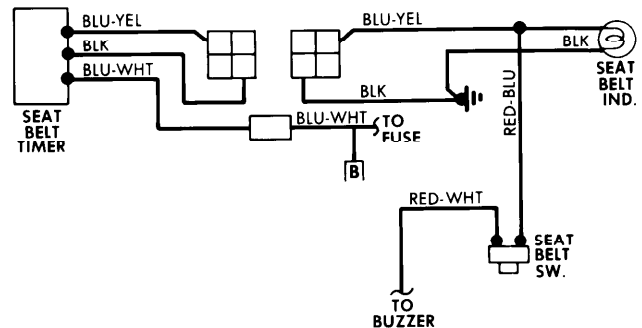 BLU-YEL
BLK
BLU-WHT
SEAT
BELT
TIMER
BLU-YEL
BLK
SEAT
BELT
IND.
BLK
RED-BLU
BLU-WHT
TO
FUSE
B
RED-WHT
SEAT
BELT
SW.
TO
BUZZER